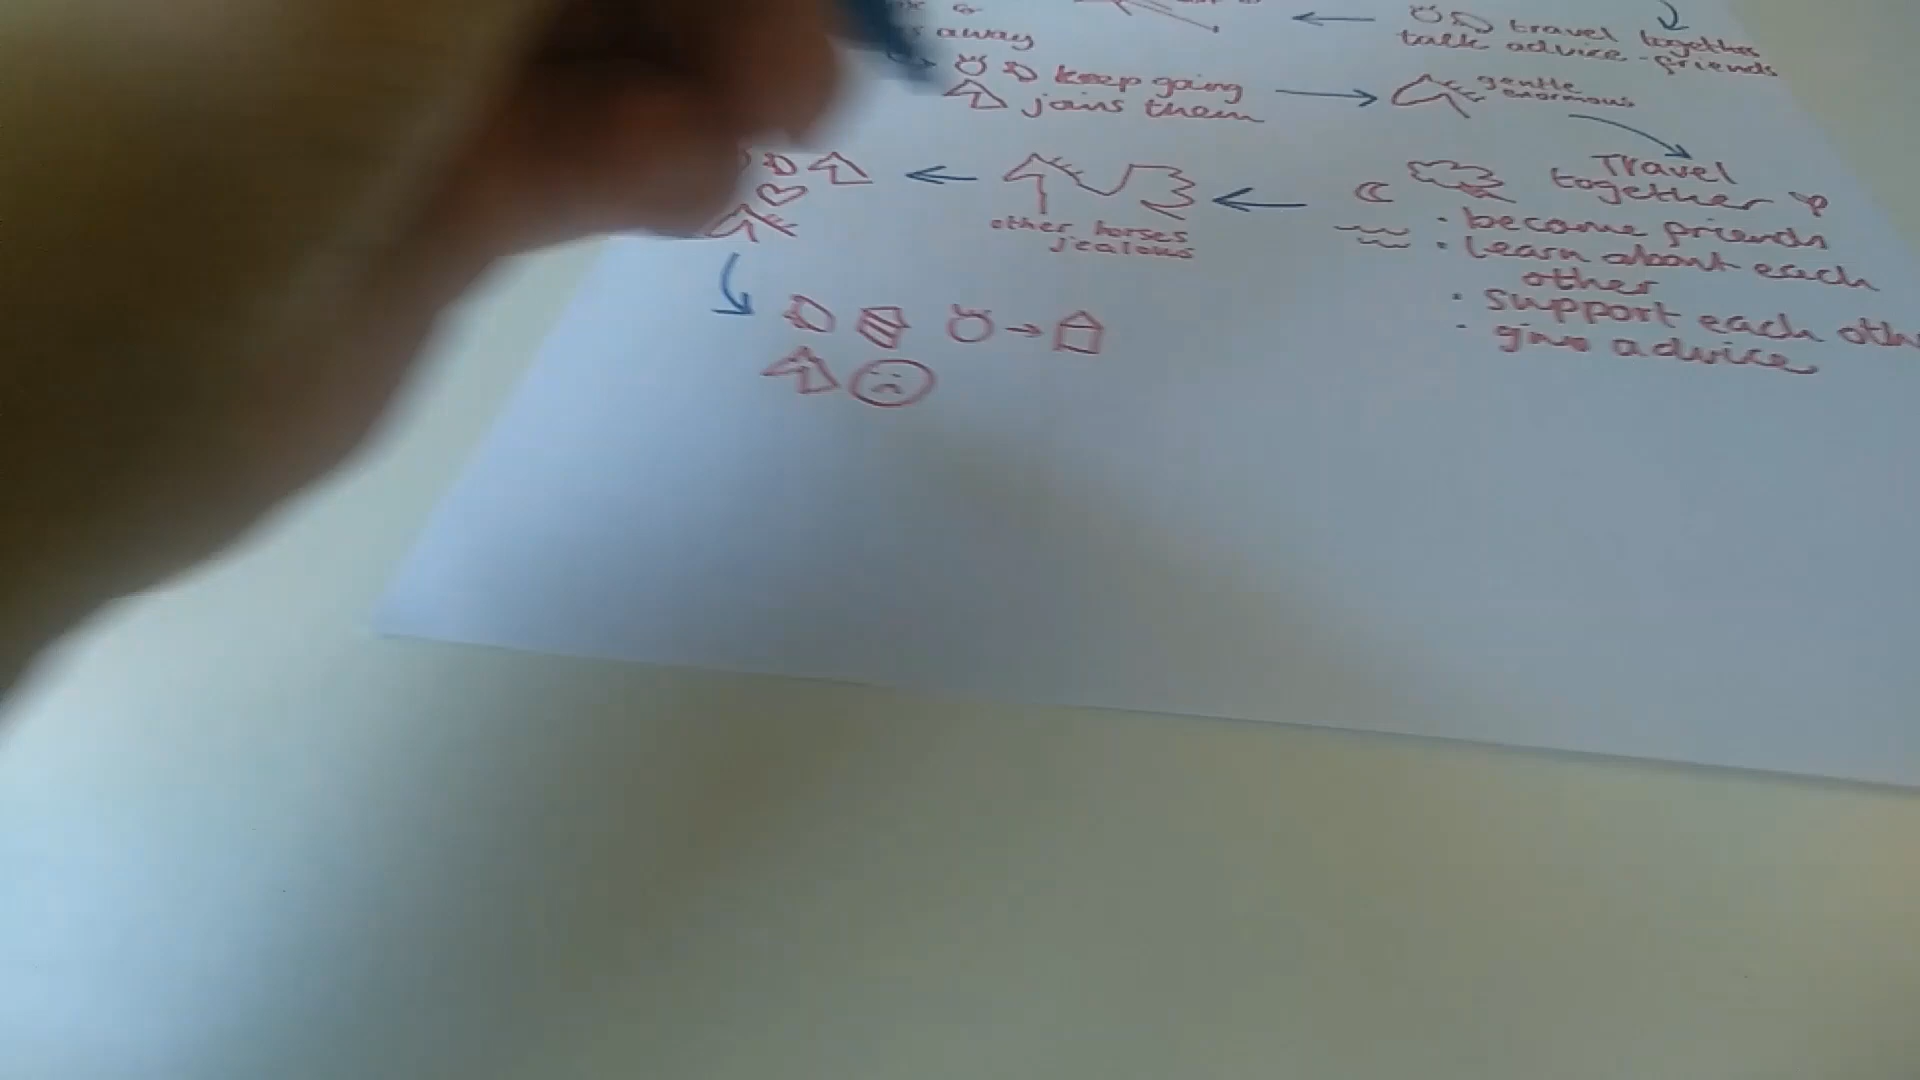 travel together
talk advice - friends
away
keep going
joins them
gentle
enormous
Travel
together
• become friends
• learn about each
other
• support each
• give advice
other horses
jealous